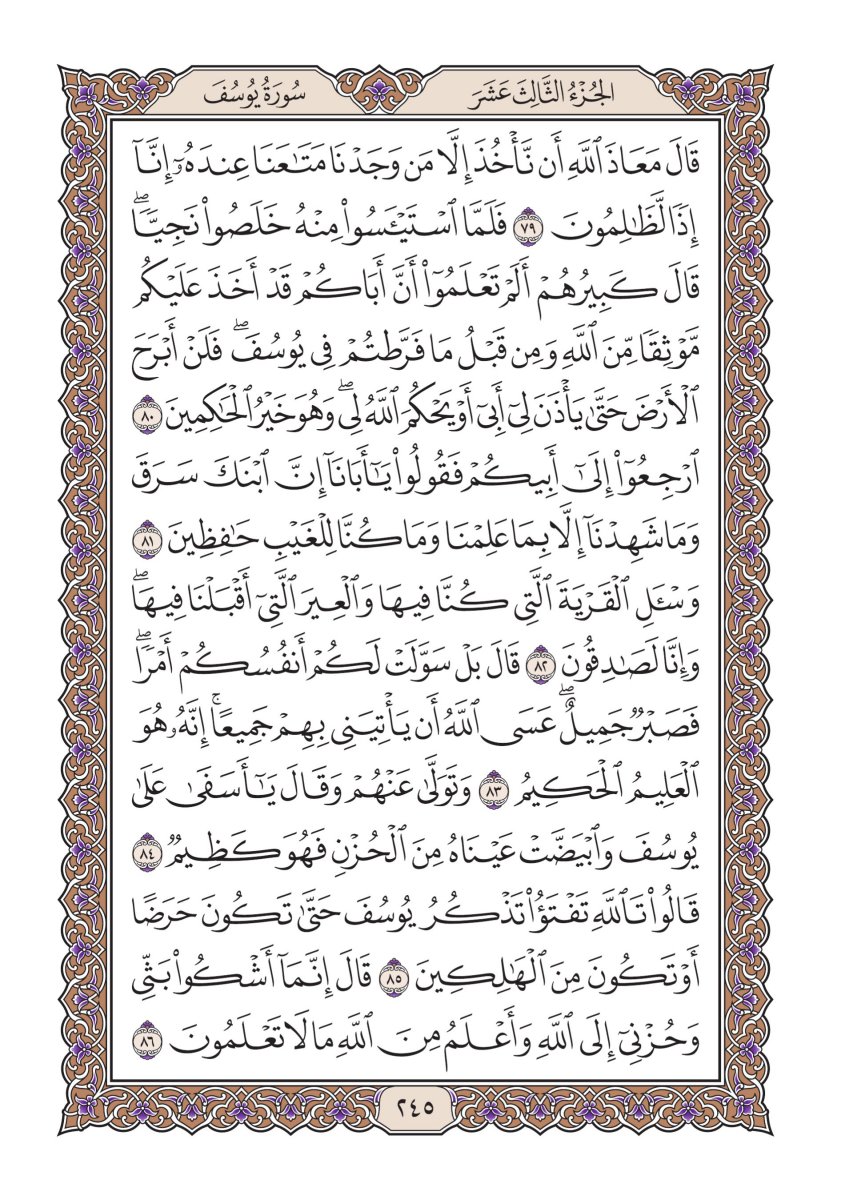 الجُزْءُ الثَّالِثَ عَشَرَ
سُورَةُ يُوسُفَ
قَالَ مَعَاذَ ٱللَّهِ أَن نَّأۡخُذَ إِلَّا مَن وَجَدۡنَا مَتَٰعَنَا عِندَهُۥٓ إِنَّآ
إِذٗا لَّظَٰلِمُونَ ٧٩ فَلَمَّا ٱسۡتَيۡـَٔسُواْ مِنۡهُ خَلَصُواْ نَجِيّٗاۖ
قَالَ كَبِيرُهُمۡ أَلَمۡ تَعۡلَمُوٓاْ أَنَّ أَبَاكُمۡ قَدۡ أَخَذَ عَلَيۡكُم
مَّوۡثِقٗا مِّنَ ٱللَّهِ وَمِن قَبۡلُ مَا فَرَّطتُمۡ فِي يُوسُفَۖ فَلَنۡ أَبۡرَحَ
ٱلۡأَرۡضَ حَتَّىٰ يَأۡذَنَ لِيٓ أَبِيٓ أَوۡ يَحۡكُمَ ٱللَّهُ لِيۖ وَهُوَ خَيۡرُ ٱلۡحَٰكِمِينَ ٨٠
ٱرۡجِعُوٓاْ إِلَىٰٓ أَبِيكُمۡ فَقُولُواْ يَٰٓأَبَانَآ إِنَّ ٱبۡنَكَ سَرَقَ
وَمَا شَهِدۡنَآ إِلَّا بِمَا عَلِمۡنَا وَمَا كُنَّا لِلۡغَيۡبِ حَٰفِظِينَ ٨١
وَسۡـَٔلِ ٱلۡقَرۡيَةَ ٱلَّتِي كُنَّا فِيهَا وَٱلۡعِيرَ ٱلَّتِيٓ أَقۡبَلۡنَا فِيهَاۖ
وَإِنَّا لَصَٰدِقُونَ ٨٢ قَالَ بَلۡ سَوَّلَتۡ لَكُمۡ أَنفُسُكُمۡ أَمۡرٗاۖ
فَصَبۡرٞ جَمِيلٌۖ عَسَى ٱللَّهُ أَن يَأۡتِيَنِي بِهِمۡ جَمِيعًاۚ إِنَّهُۥ هُوَ
ٱلۡعَلِيمُ ٱلۡحَكِيمُ ٨٣ وَتَوَلَّىٰ عَنۡهُمۡ وَقَالَ يَٰٓأَسَفَىٰ عَلَىٰ
يُوسُفَ وَٱبۡيَضَّتۡ عَيۡنَاهُ مِنَ ٱلۡحُزۡنِ فَهُوَ كَظِيمٞ ٨٤
قَالُواْ تَٱللَّهِ تَفۡتَؤُاْ تَذۡكُرُ يُوسُفَ حَتَّىٰ تَكُونَ حَرَضًا
أَوۡ تَكُونَ مِنَ ٱلۡهَٰلِكِينَ ٨٥ قَالَ إِنَّمَآ أَشۡكُواْ بَثِّي
وَحُزۡنِيٓ إِلَى ٱللَّهِ وَأَعۡلَمُ مِنَ ٱللَّهِ مَا لَا تَعۡلَمُونَ ٨٦
٢٤٥